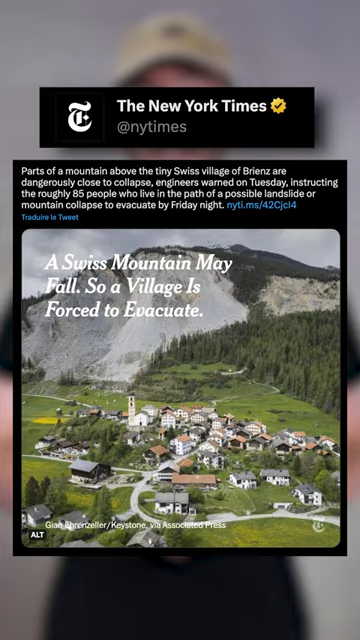 The New York Times
@nytimes
Parts of a mountain above the tiny Swiss village of Brienz are
dangerously close to collapse, engineers warned on Tuesday, instructing
the roughly 85 people who live in the path of a possible landslide or
mountain collapse to evacuate by Friday night. nyti.ms/42CjcI4
Traduire le Tweet
A Swiss Mountain May
Fall. So a Village Is
Forced to Evacuate.
Gian Ehrenzeller/Keystone, via Associated Press
ALT